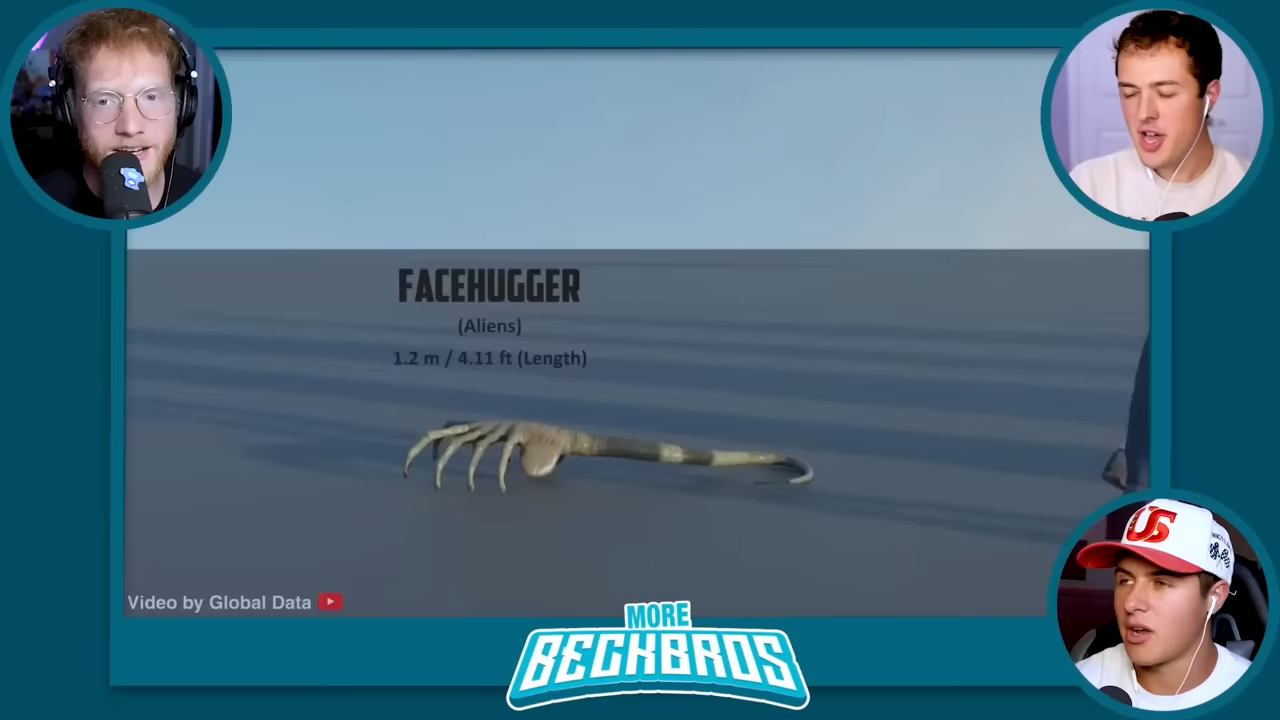 FACEHUGGER
(Aliens)
1.2 m / 4.11 ft (Length)
US
Video by Global Data
MORE
BECKBROS